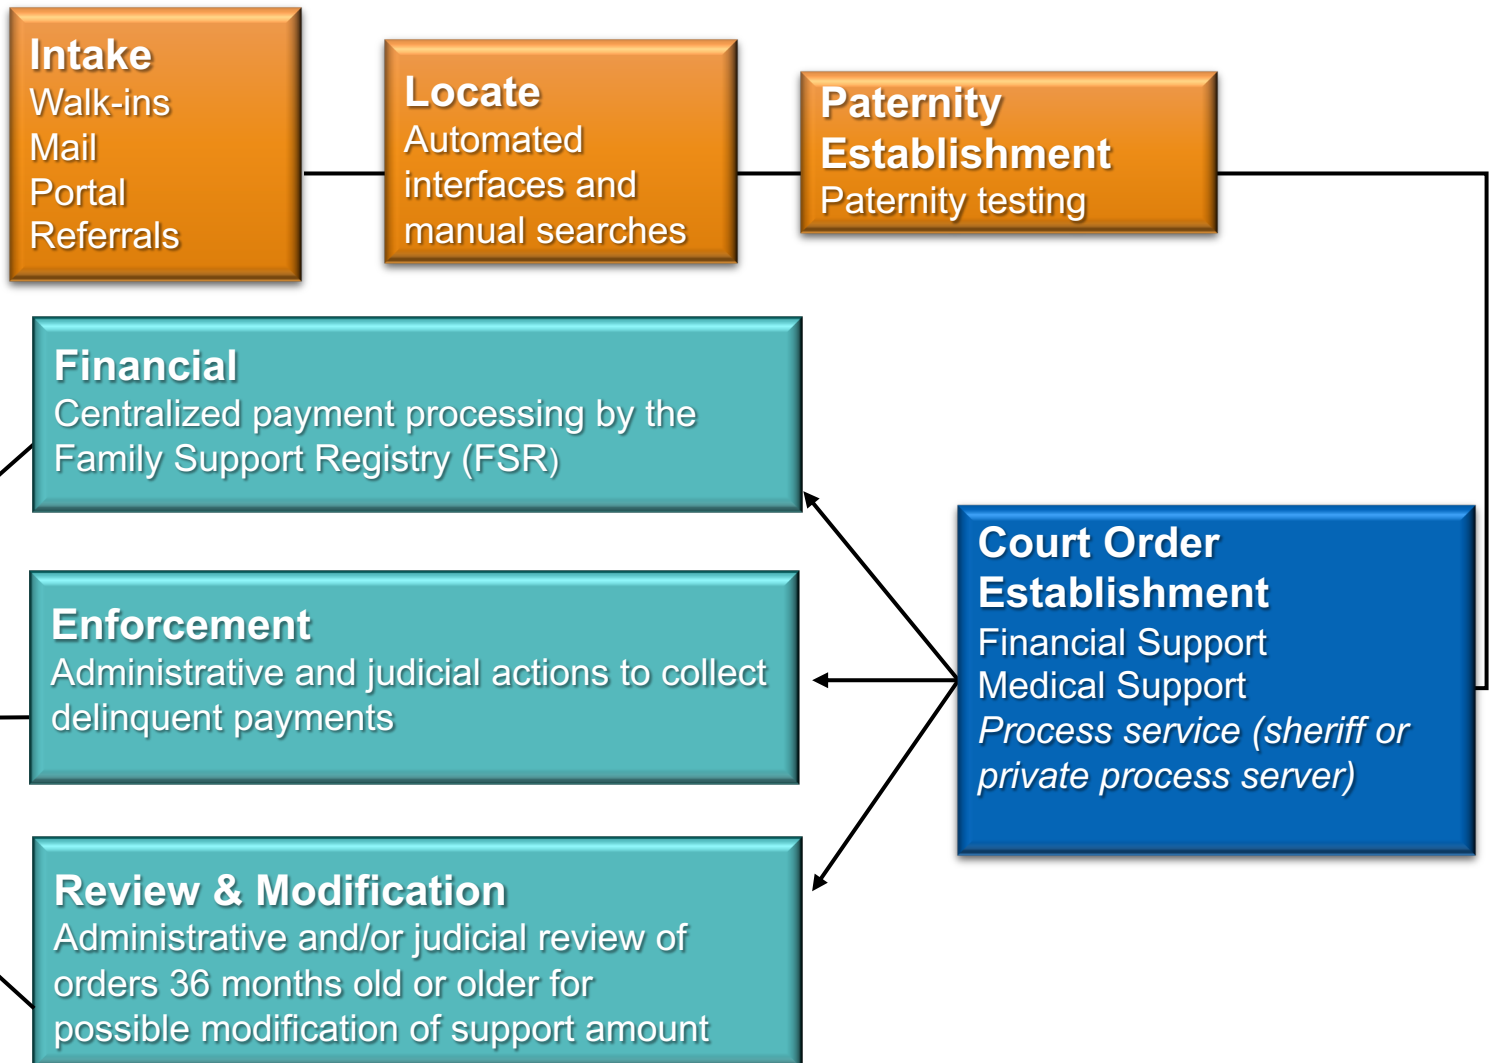 Intake
Walk-ins
Mail
Portal
Referrals
Locate
Automated
interfaces and
manual searches
Paternity
Establishment
Paternity testing
Financial
Centralized payment processing by the
Family Support Registry (FSR)
Enforcement
Administrative and judicial actions to collect
delinquent payments
Review & Modification
Administrative and/or judicial review of
orders 36 months old or older for
possible modification of support amount
Court Order
Establishment
Financial Support
Medical Support
Process service (sheriff or
private process server)